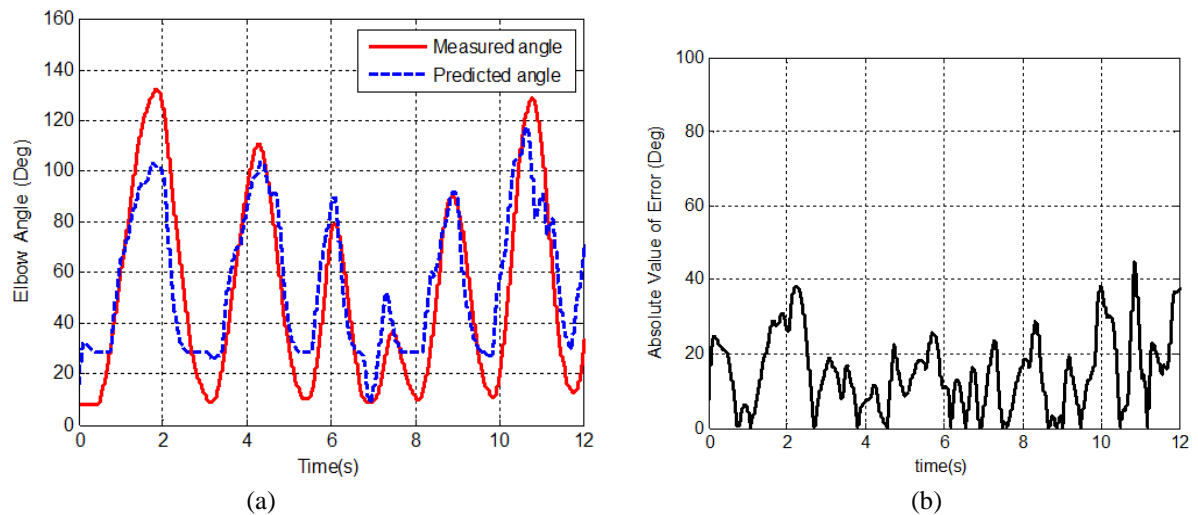 160
140
120
100
80
60
40
20
0
Elbow Angle (Deg)
Measured angle
Predicted angle
0 2 4 6 8 10 12
Time(s)
(a)
100
80
60
40
20
0
Absolute Value of Error (Deg)
0 2 4 6 8 10 12
time(s)
(b)